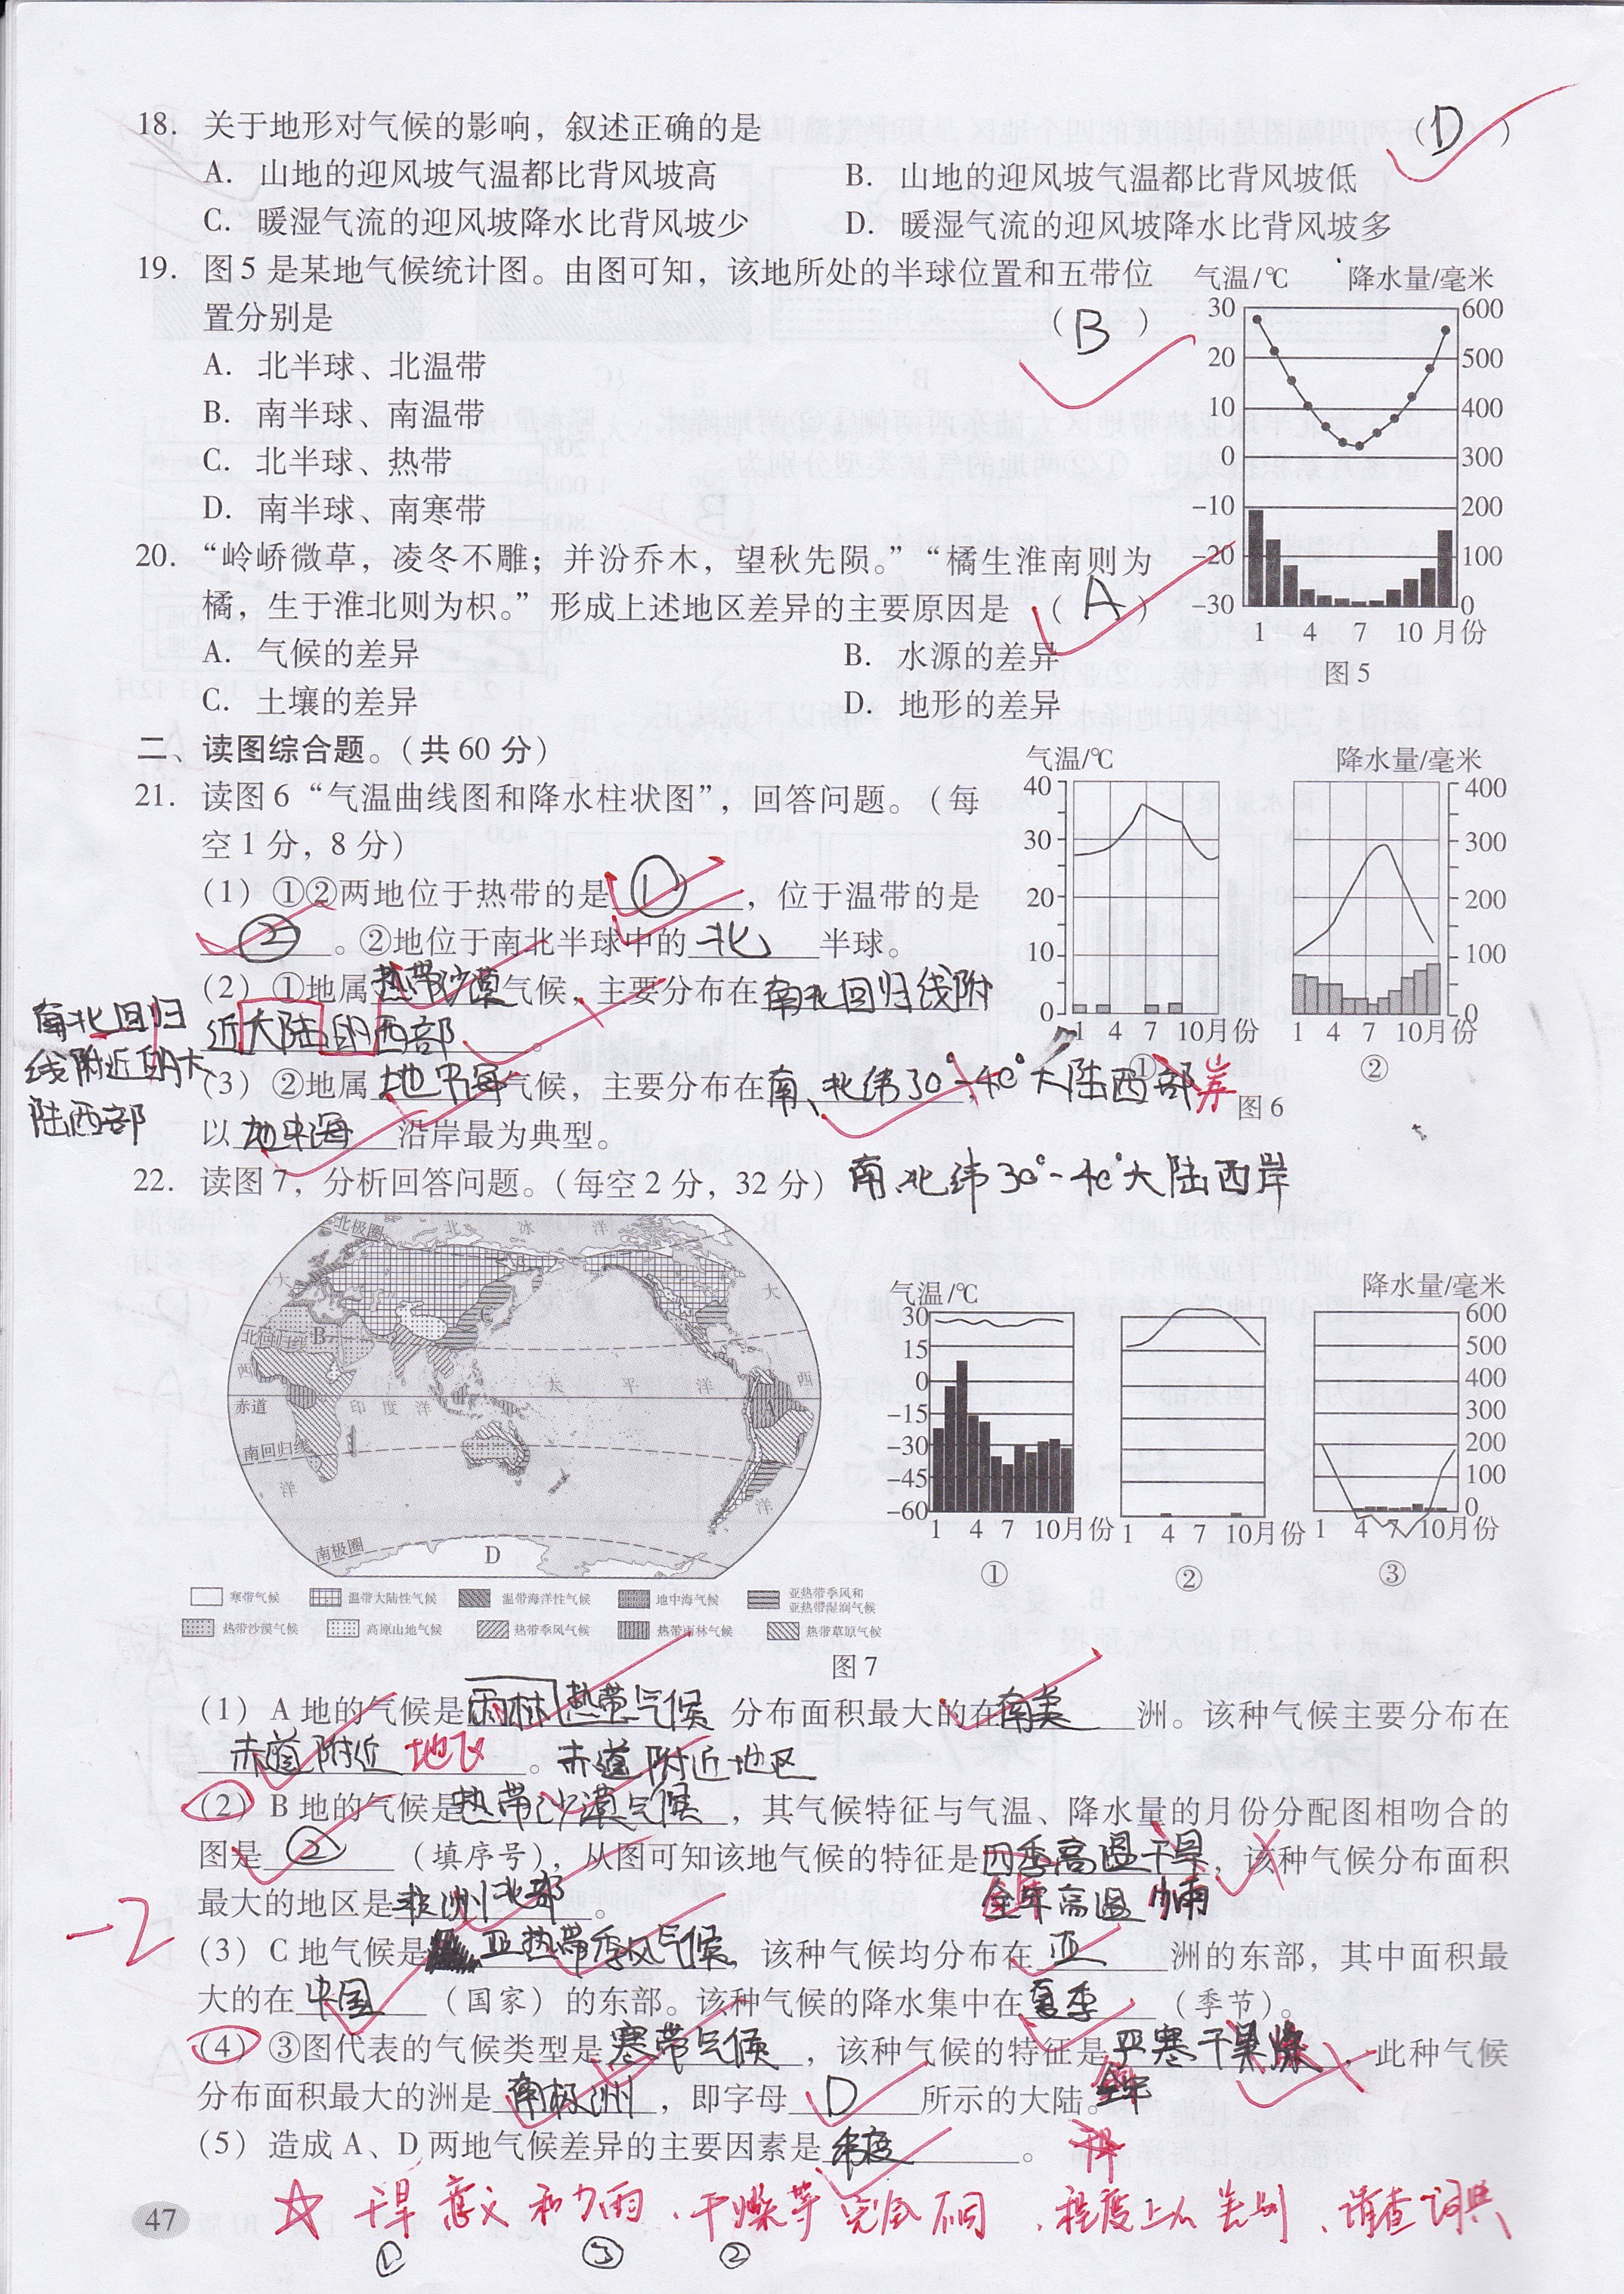 18. 关于地形对气候的影响，叙述正确的是 （ D ）
A. 山地的迎风坡气温都比背风坡高 B. 山地的迎风坡气温都比背风坡低
C. 暖湿气流的迎风坡降水比背风坡少 D. 暖湿气流的迎风坡降水比背风坡多
19. 图5是某地气候统计图。由图可知，该地所处的半球位置和五带位
置分别是 （ B ）
A. 北半球、北温带
B. 南半球、南温带
C. 北半球、热带
D. 南半球、南寒带
气温/℃ 降水量/毫米
30 600
20 500
10 400
0 300
-10 200
-20 100
-30 0
1 4 7 10 月份
图5
20. “岭峤微草，凌冬不雕；并汾乔木，望秋先陨。”“橘生淮南则为
橘，生于淮北则为枳。”形成上述地区差异的主要原因是 （ A ）
A. 气候的差异 B. 水源的差异
C. 土壤的差异 D. 地形的差异
二、读图综合题。（共60分）
21. 读图6“气温曲线图和降水柱状图”，回答问题。（每
空1分，8分）
（1）①②两地位于热带的是 ① ，位于温带的是
② 。②地位于南北半球中的 北 半球。
（2）①地属热带沙漠气候，主要分布在南北回归线附
近大陆的西部。
南北回归
线附近的大
陆西部
（3）②地属地中海气候，主要分布在南、北纬30°-40°大陆西部岸，
以地中海沿岸最为典型。
气温/℃ 降水量/毫米
40 400
30 300
20 200
10 100
0 0
1 4 7 10月份 1 4 7 10月份
① ②
图6
22. 读图7，分析回答问题。（每空2分，32分） 南、北纬30°-40°大陆西岸
北极圈 北 冰 洋
大 大
北回归线 B C
西 太 平 洋 西
赤道 印 度 洋 A
南回归线
洋 洋
南极圈 D
寒带气候 温带大陆性气候 温带海洋性气候 地中海气候 亚热带季风和亚热带湿润气候
热带沙漠气候 高原山地气候 热带季风气候 热带雨林气候 热带草原气候
气温/℃ 降水量/毫米
30 600
15 500
0 400
-15 300
-30 200
-45 100
-60 0
1 4 7 10月份 1 4 7 10月份 1 4 7 10月份
① ② ③
图7
（1）A地的气候是雨林热带气候 分布面积最大的在南美洲。该种气候主要分布在
赤道附近 地区 。赤道附近地区
（2）B地的气候是热带沙漠气候，其气候特征与气温、降水量的月份分配图相吻合的
图是 ② （填序号），从图可知该地气候的特征是四季高温干旱，该种气候分布面积
最大的地区是非洲北部。 全年高温少雨
-2
（3）C地气候是亚热带季风气候，该种气候均分布在 亚 洲的东部，其中面积最
大的在 中国 （国家）的东部。该种气候的降水集中在夏季（季节）。
（4）③图代表的气候类型是寒带气候，该种气候的特征是严寒干燥，此种气候
分布面积最大的洲是南极洲，即字母 D 所示的大陆。全年
（5）造成A、D两地气候差异的主要因素是纬度。
47
☆ 干旱意义和少雨、干燥等完全不同、程度上从类别、请查词典
① ③ ②